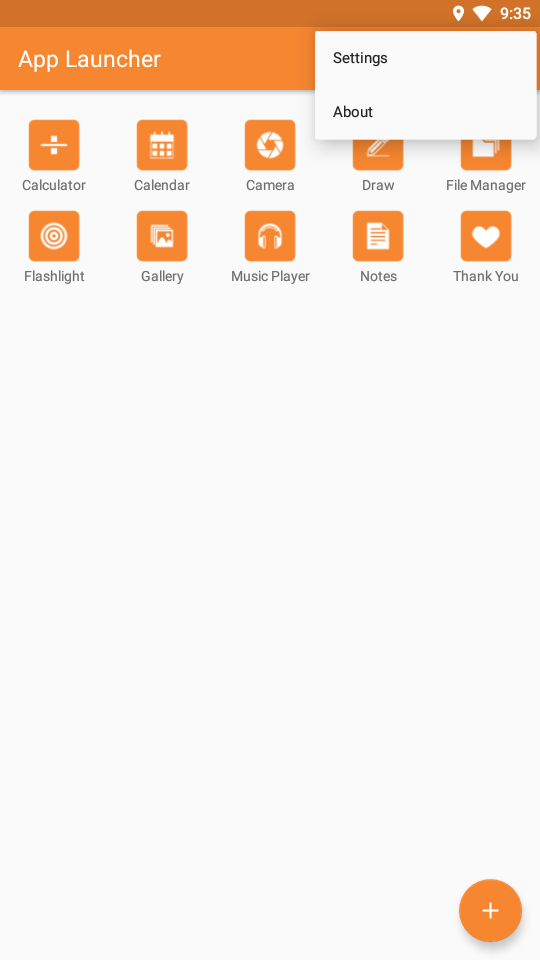 9:35
App Launcher
Settings
About
Calculator
Calendar
Camera
Draw
File Manager
Flashlight
Gallery
Music Player
Notes
Thank You